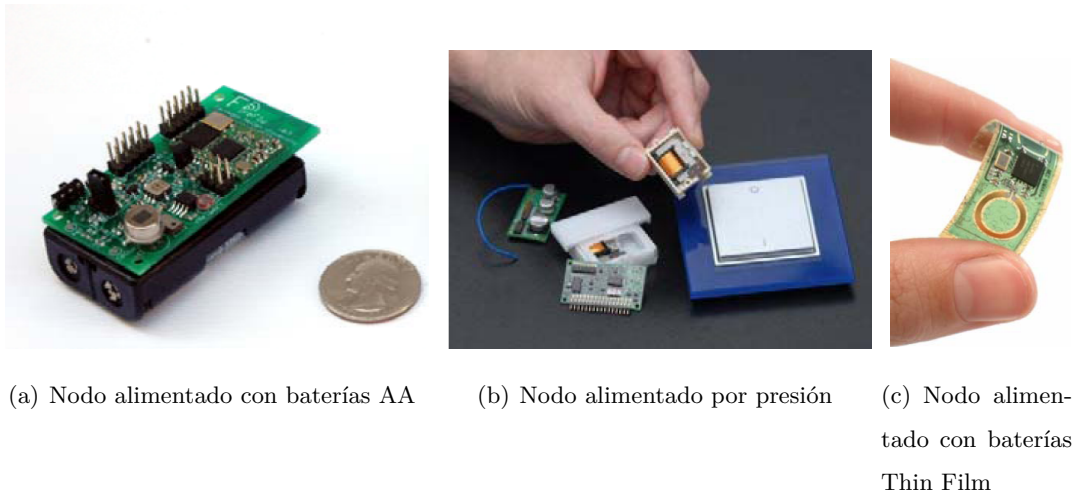 (a) Nodo alimentado con baterías AA
(b) Nodo alimentado por presión
(c) Nodo alimen-
tado con baterías
Thin Film